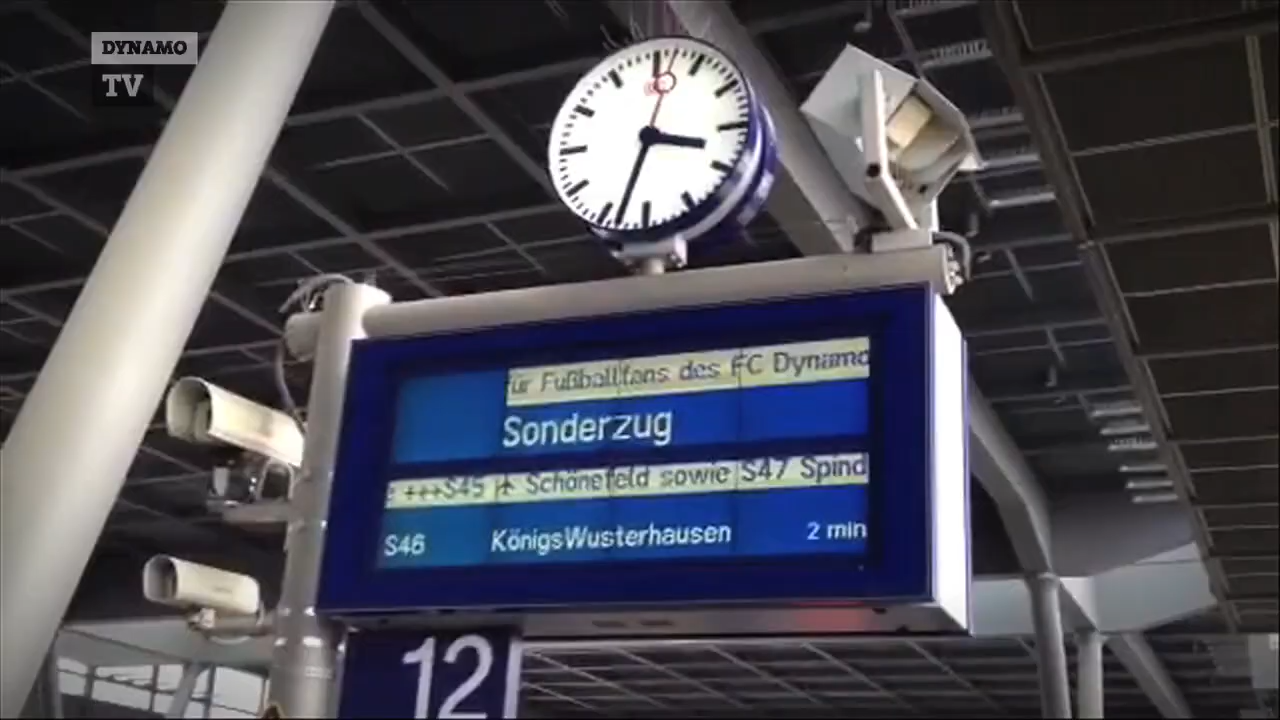 DYNAMO
TV
ür Fußballfans des FC Dynamo
Sonderzug
+++S45 ✈ Schönefeld sowie S47 Spind
S46 KönigsWusterhausen 2 min
12